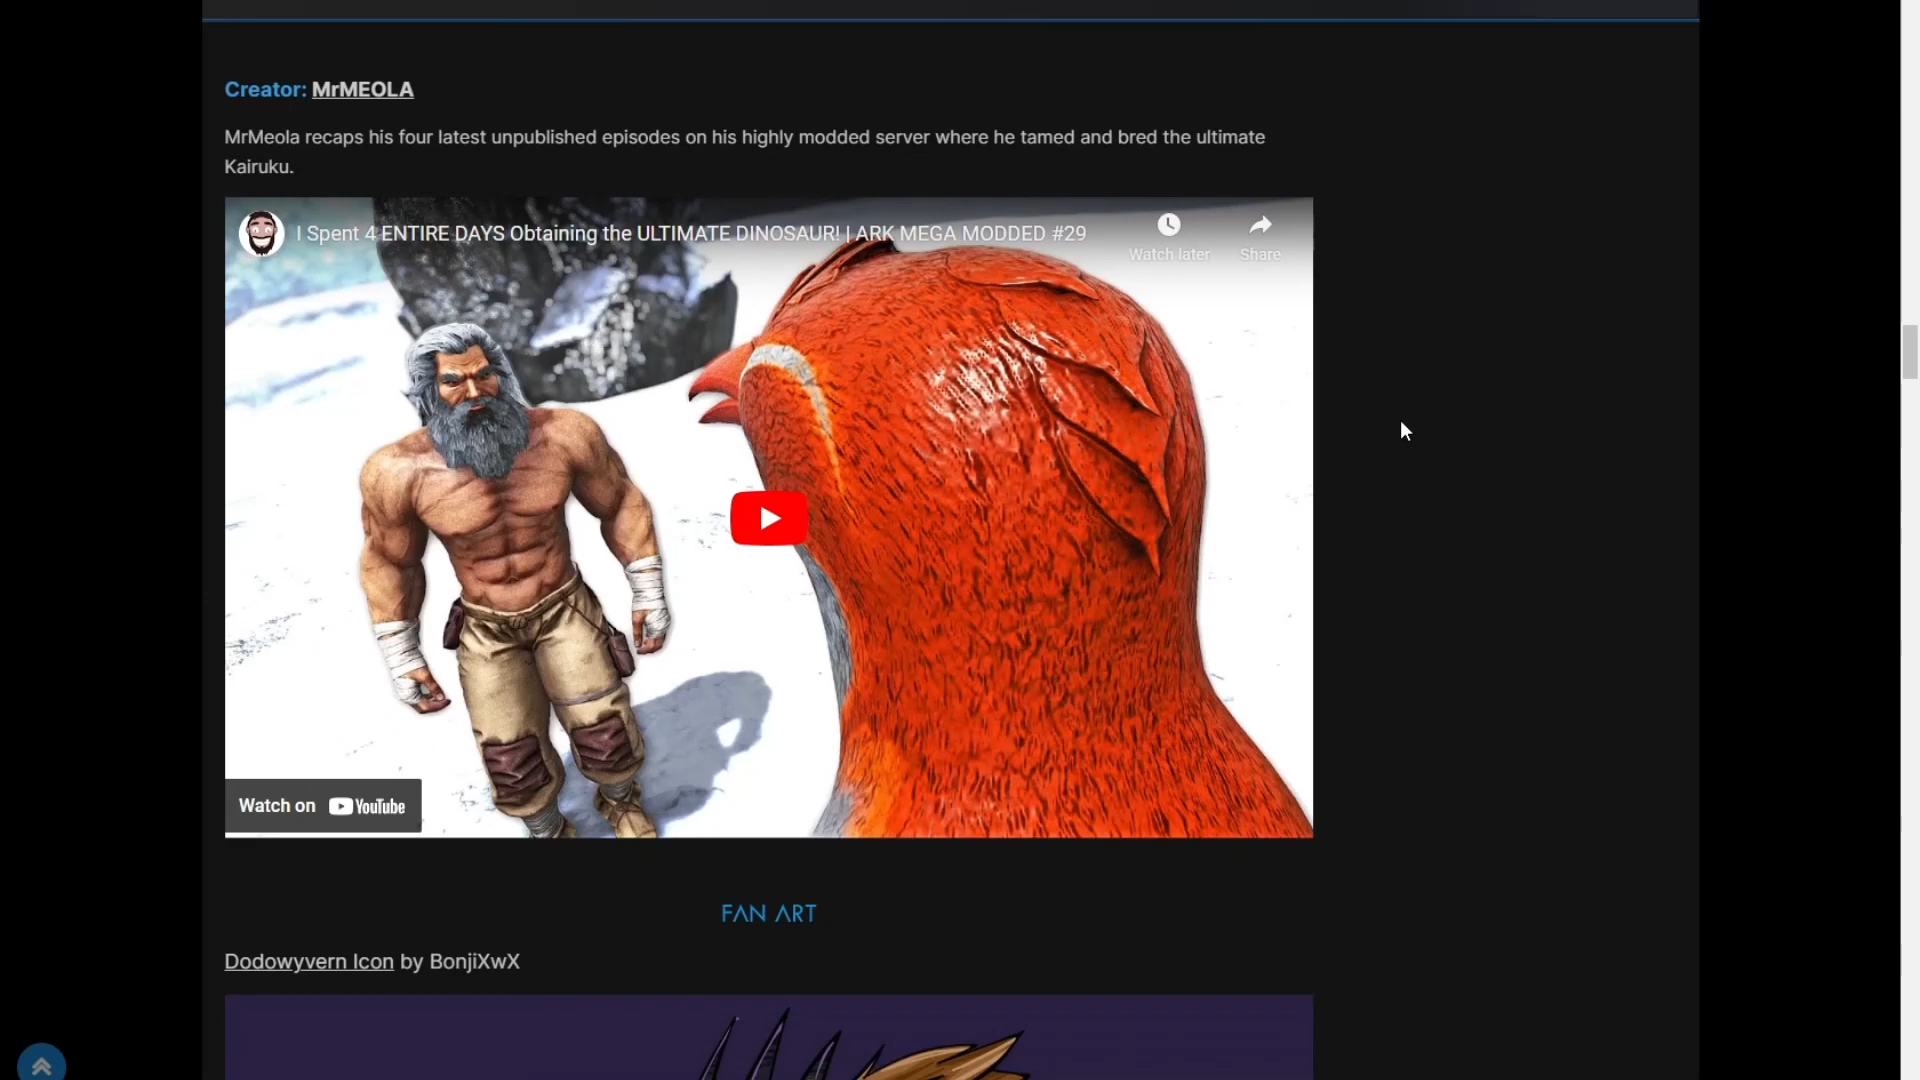 Creator: MrMEOLA
MrMeola recaps his four latest unpublished episodes on his highly modded server where he tamed and bred the ultimate
Kairuku.
I Spent 4 ENTIRE DAYS Obtaining the ULTIMATE DINOSAUR! | ARK MEGA MODDED #29
Watch later
Share
Watch on YouTube
FAN ART
Dodowyvern Icon by BonjiXwX